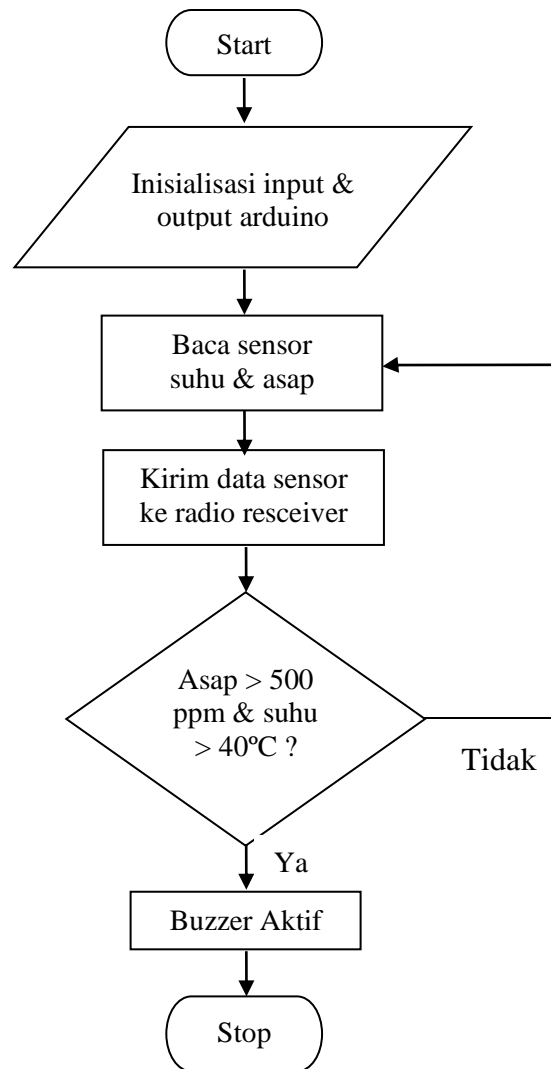 Start
Inisialisasi input &
output arduino
Baca sensor
suhu & asap
Kirim data sensor
ke radio resceiver
Asap > 500
ppm & suhu
> 40ºC ?
Tidak
Ya
Buzzer Aktif
Stop